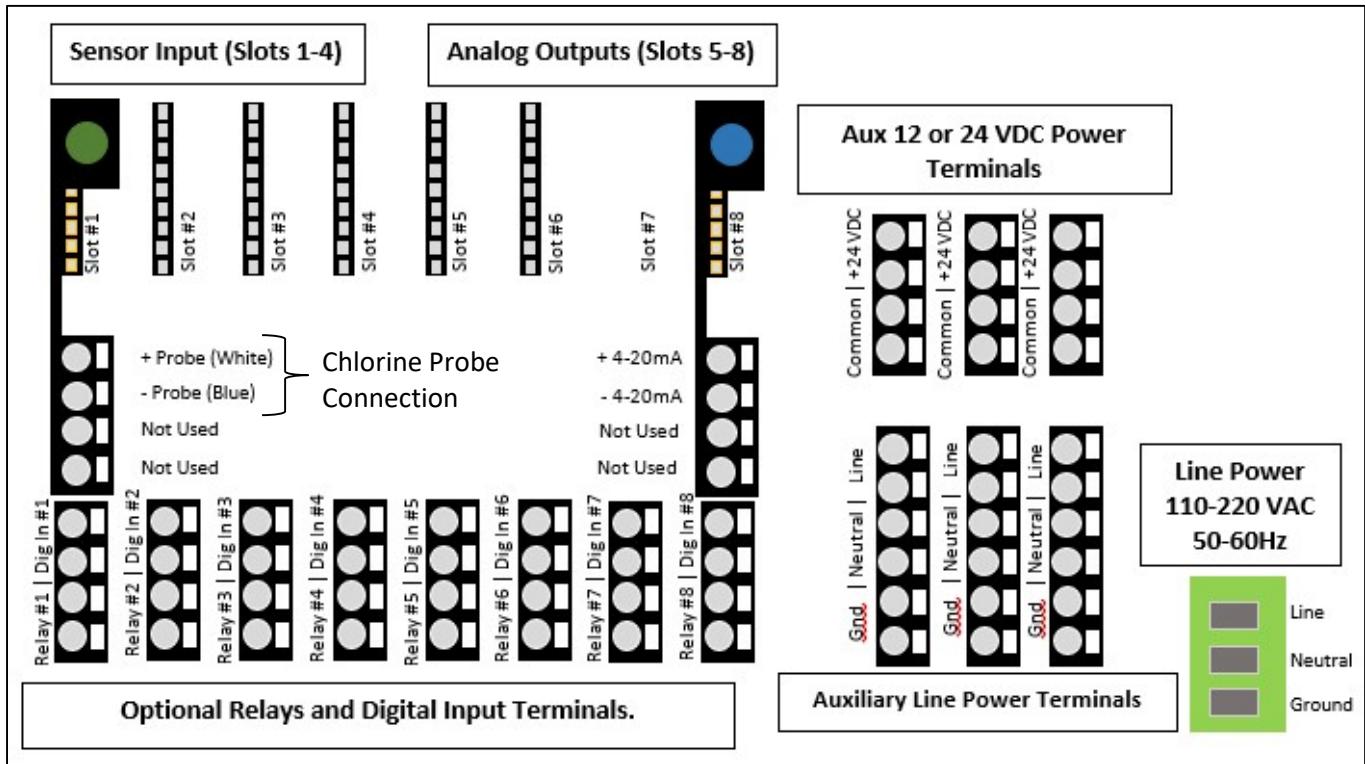 Sensor Input (Slots 1-4)
Analog Outputs (Slots 5-8)
Slot #1
Slot #2
Slot #3
Slot #4
Slot #5
Slot #6
Slot #7
Slot #8
Aux 12 or 24 VDC Power
Terminals
Common | +24 VDC
Common | +24 VDC
Common | +24 VDC
+ Probe (White)
- Probe (Blue)
Not Used
Not Used
Chlorine Probe
Connection
+ 4-20mA
- 4-20mA
Not Used
Not Used
Relay #1 | Dig In #1
Relay #2 | Dig In #2
Relay #3 | Dig In #3
Relay #4 | Dig In #4
Relay #5 | Dig In #5
Relay #6 | Dig In #6
Relay #7 | Dig In #7
Relay #8 | Dig In #8
Gnd | Neutral | Line
Gnd | Neutral | Line
Gnd | Neutral | Line
Line Power
110-220 VAC
50-60Hz
Line
Neutral
Ground
Optional Relays and Digital Input Terminals.
Auxiliary Line Power Terminals